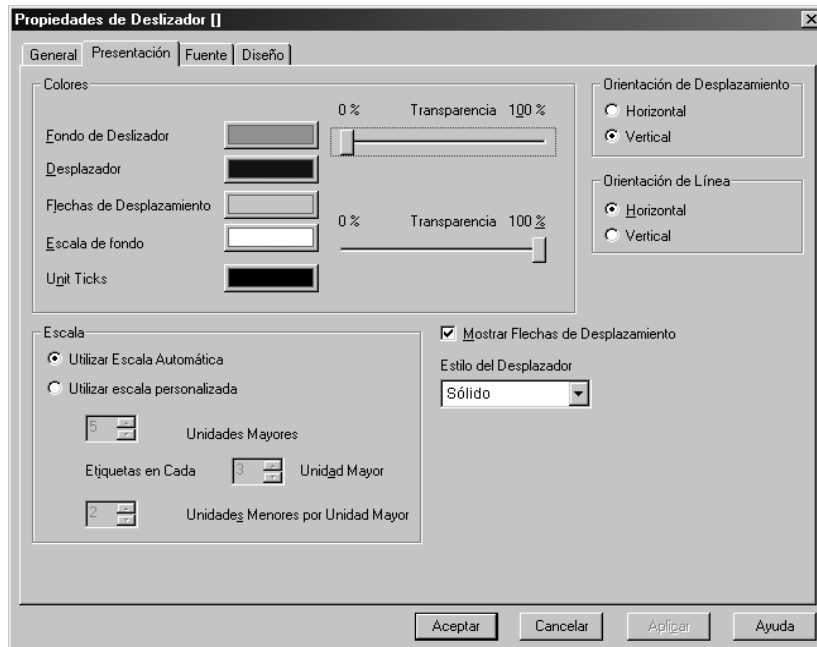 Propiedades de Deslizador []
General Presentación Fuente Diseño
Colores
0 % Transparencia 100 %
Fondo de Deslizador
Desplazador
Flechas de Desplazamiento
0 % Transparencia 100 %
Escala de fondo
Unit Ticks
Orientación de Desplazamiento
Horizontal
Vertical
Orientación de Línea
Horizontal
Vertical
Escala
Utilizar Escala Automática
Utilizar escala personalizada
5 Unidades Mayores
Etiquetas en Cada 3 Unidad Mayor
2 Unidades Menores por Unidad Mayor
Mostrar Flechas de Desplazamiento
Estilo del Desplazador
Sólido
Aceptar Cancelar Aplicar Ayuda